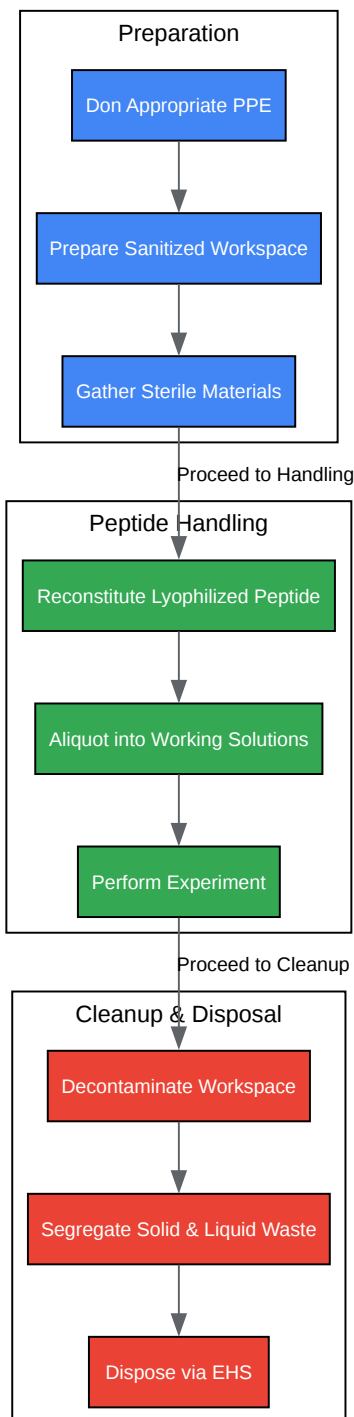 Preparation
Don Appropriate PPE
Prepare Sanitized Workspace
Gather Sterile Materials
Proceed to Handling
Peptide Handling
Reconstitute Lyophilized Peptide
Aliquot into Working Solutions
Perform Experiment
Proceed to Cleanup
Cleanup & Disposal
Decontaminate Workspace
Segregate Solid & Liquid Waste
Dispose via EHS